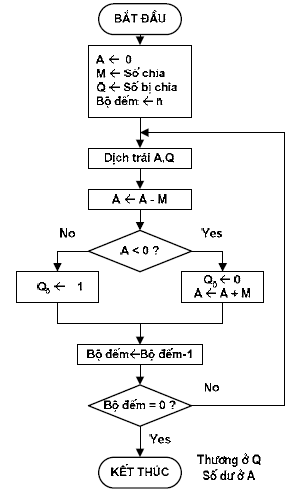 BẮT ĐẦU
A ← 0
M ← Số chia
Q ← Số bị chia
Bộ đếm ← n
Dịch trái A,Q
A ← A - M
No
Yes
A < 0 ?
Q₀ ← 1
Q₀ ← 0
A ← A + M
Bộ đếm←Bộ đếm-1
No
Bộ đếm = 0 ?
Yes
KẾT THÚC
Thương ở Q
Số dư ở A